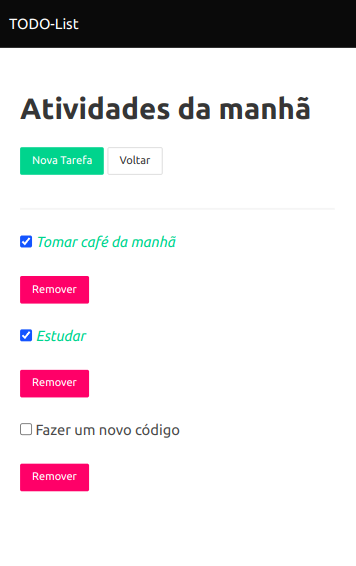 TODO-List
Atividades da manhã
Nova Tarefa Voltar
Tomar café da manhã
Remover
Estudar
Remover
Fazer um novo código
Remover